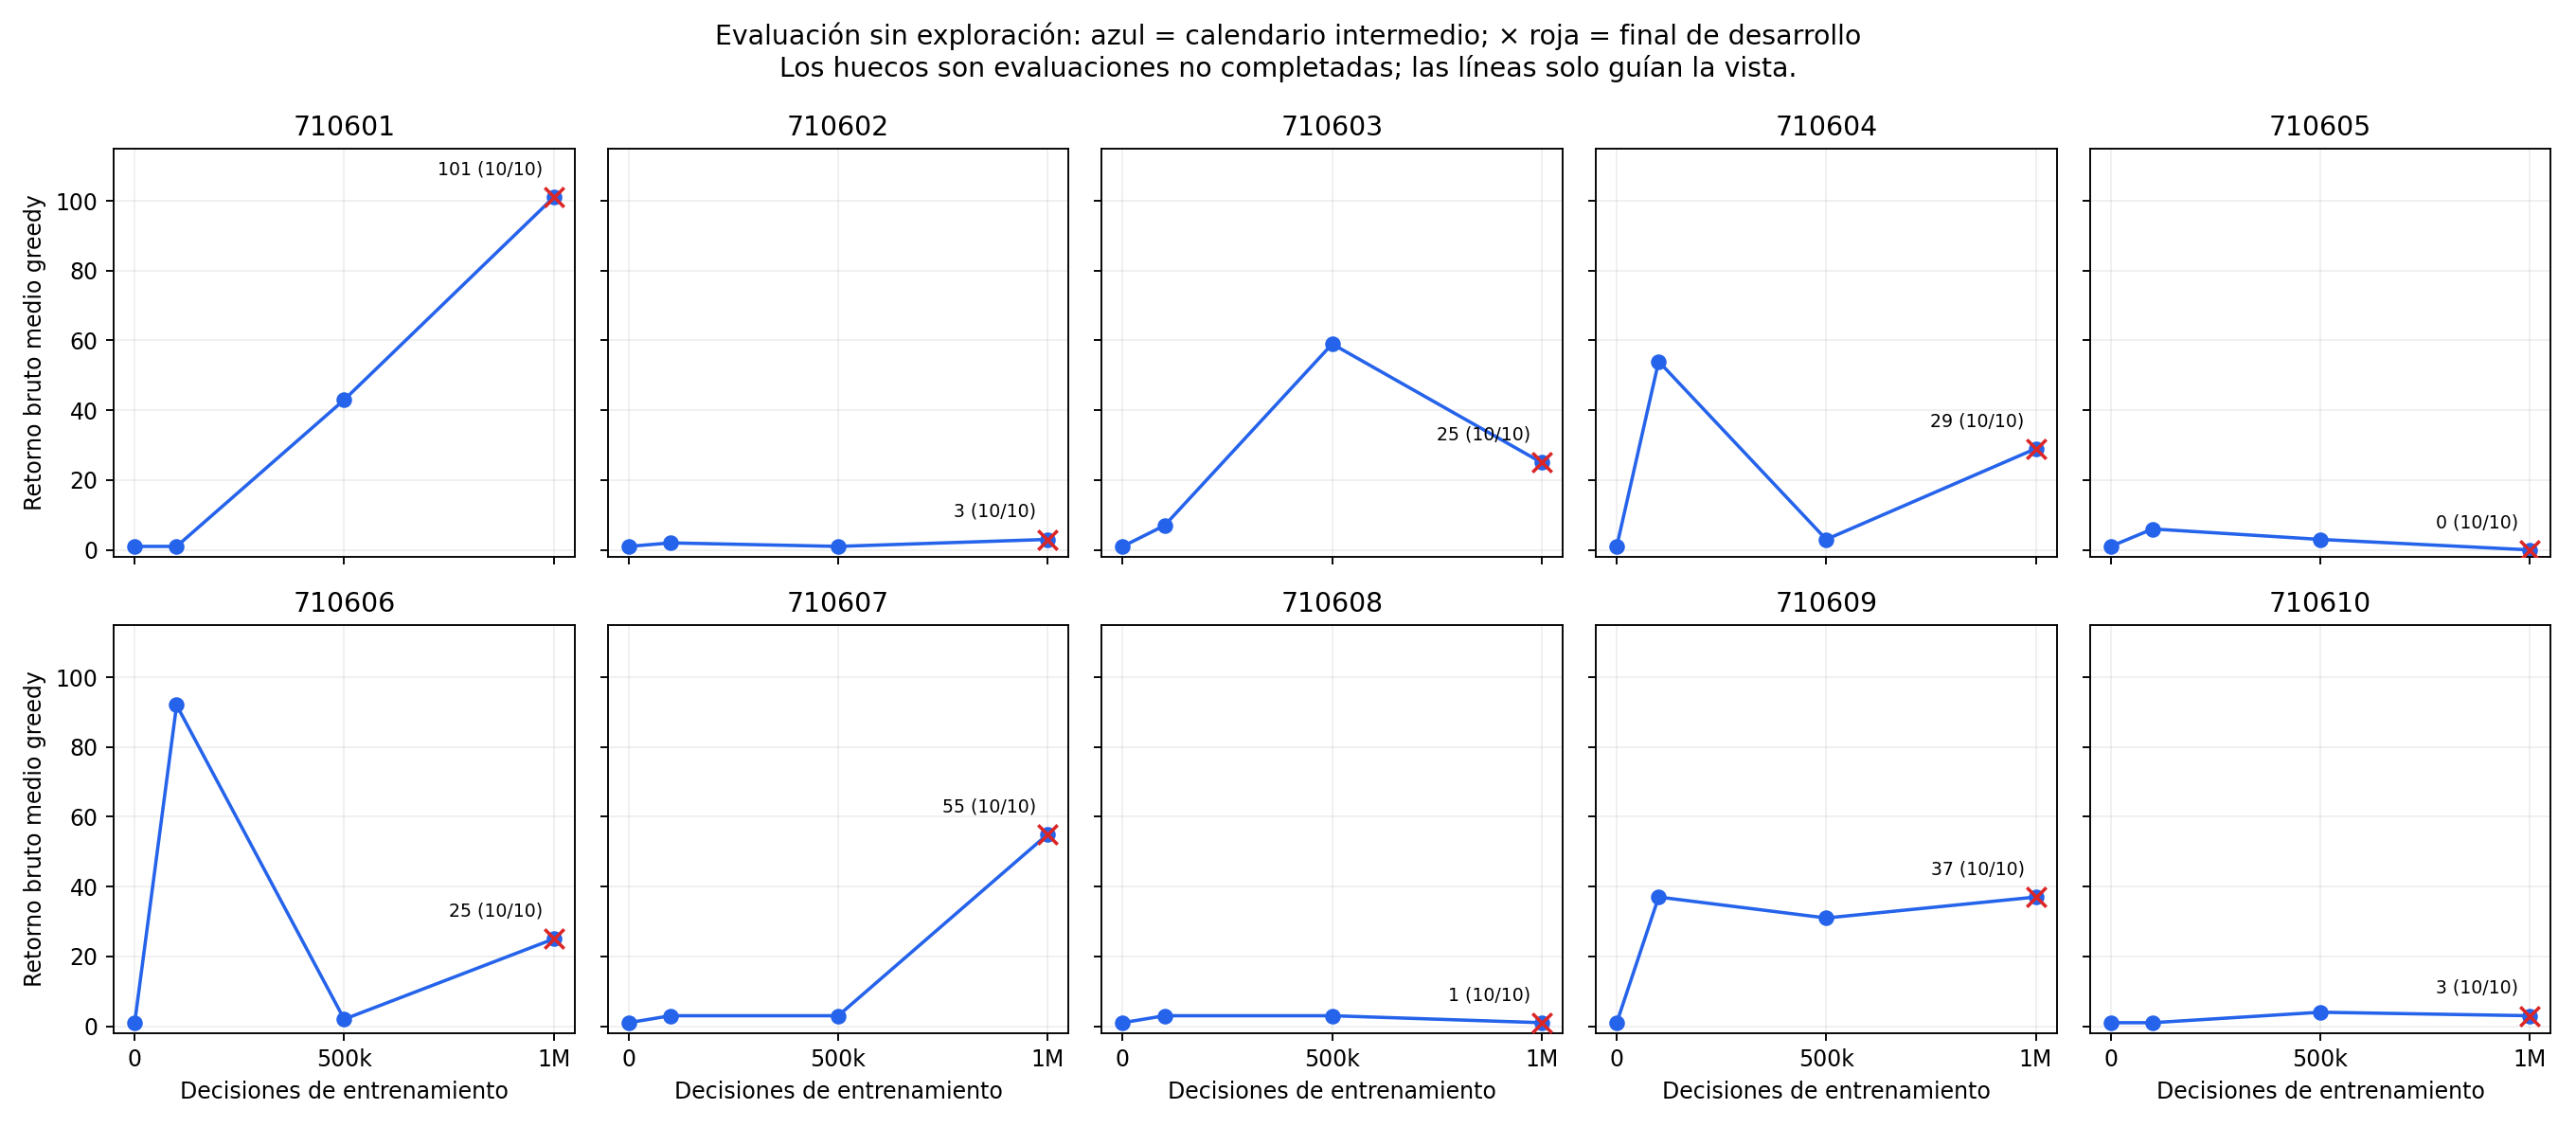 Evaluación sin exploración: azul = calendario intermedio; × roja = final de desarrollo
Los huecos son evaluaciones no completadas; las líneas solo guían la vista.
710601
710602
710603
710604
710605
Retorno bruto medio greedy
100
80
60
40
20
0
101 (10/10)
3 (10/10)
25 (10/10)
29 (10/10)
0 (10/10)
710606
710607
710608
710609
710610
Retorno bruto medio greedy
100
80
60
40
20
0
25 (10/10)
55 (10/10)
1 (10/10)
37 (10/10)
3 (10/10)
0 500k 1M
0 500k 1M
0 500k 1M
0 500k 1M
0 500k 1M
Decisiones de entrenamiento
Decisiones de entrenamiento
Decisiones de entrenamiento
Decisiones de entrenamiento
Decisiones de entrenamiento